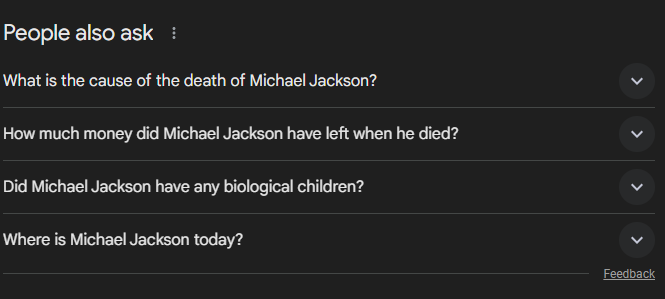 People also ask
What is the cause of the death of Michael Jackson?
How much money did Michael Jackson have left when he died?
Did Michael Jackson have any biological children?
Where is Michael Jackson today?
Feedback